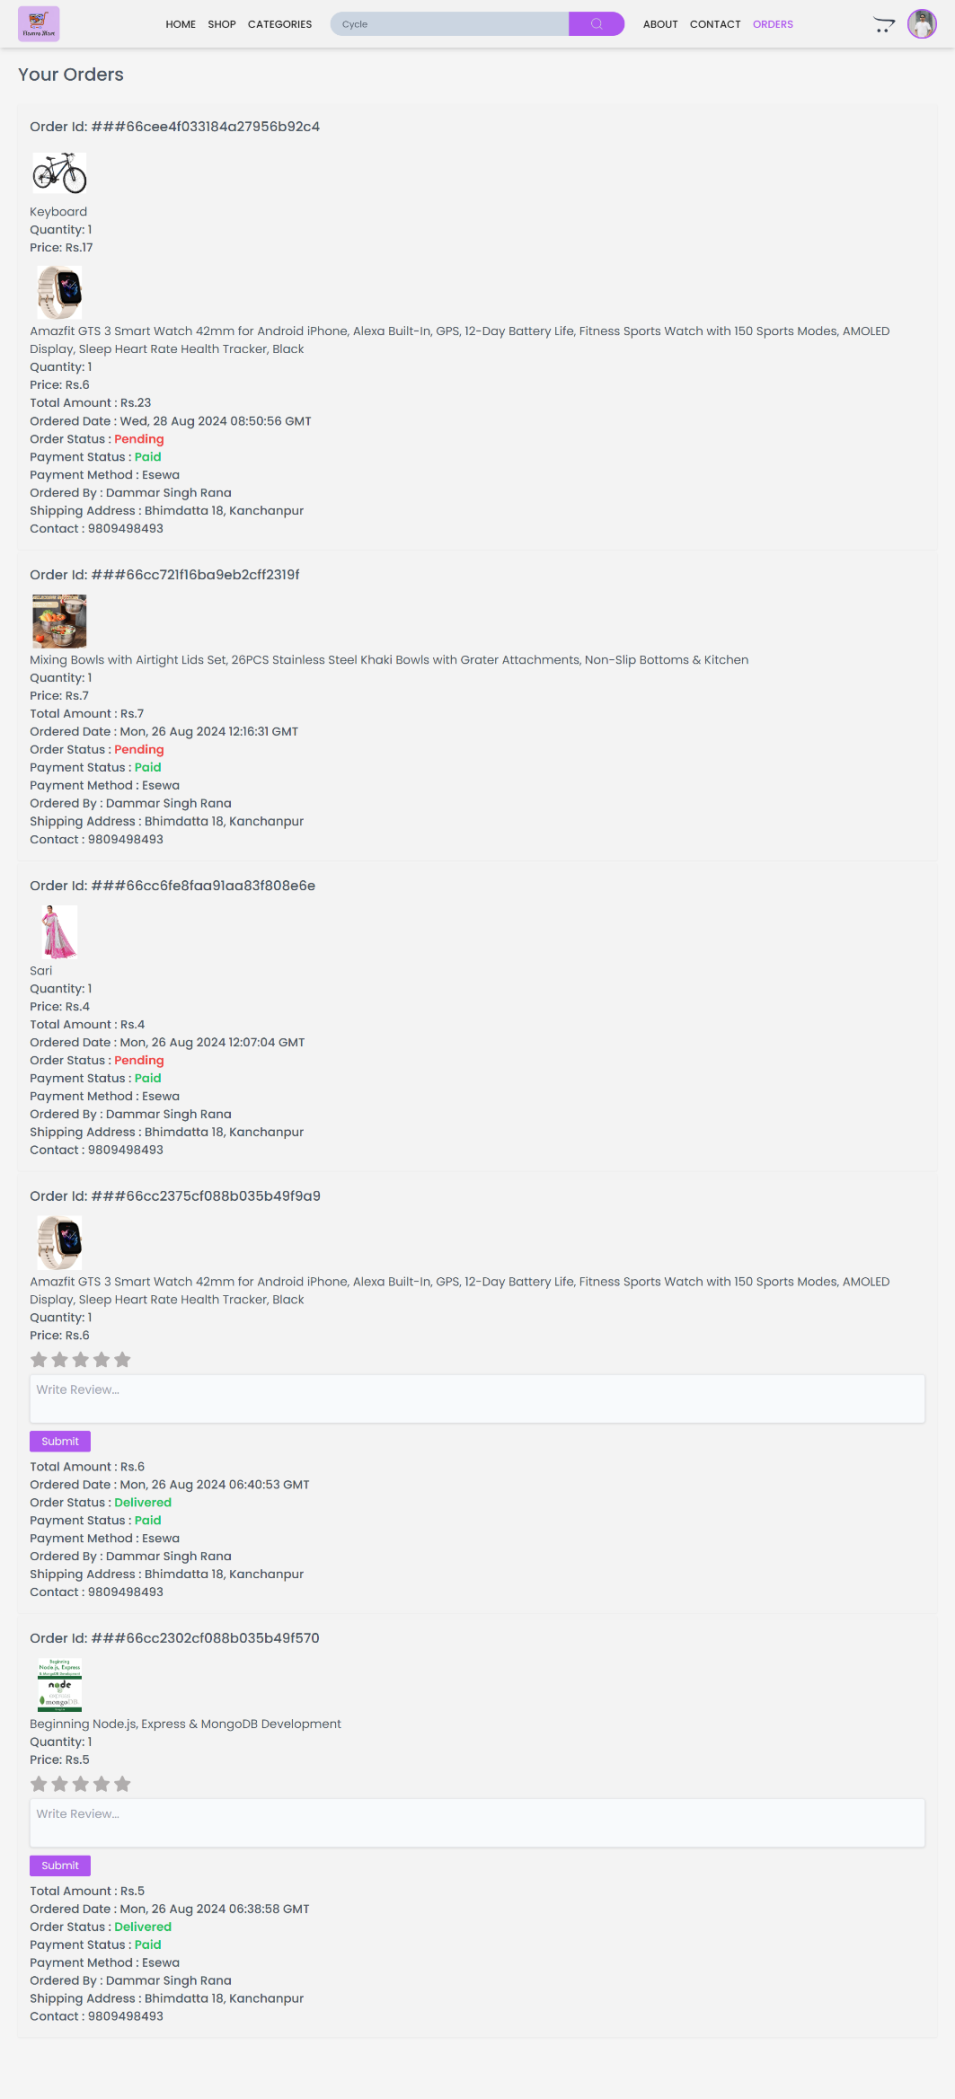 HOME SHOP CATEGORIES Cycle ABOUT CONTACT ORDERS
Your Orders
Order Id: ###66cee4f033184a27956b92c4
Keyboard
Quantity: 1
Price: Rs.17
Amazfit GTS 3 Smart Watch 42mm for Android iPhone, Alexa Built-In, GPS, 12-Day Battery Life, Fitness Sports Watch with 150 Sports Modes, AMOLED
Display, Sleep Heart Rate Health Tracker, Black
Quantity: 1
Price: Rs.6
Total Amount : Rs.23
Ordered Date : Wed, 28 Aug 2024 08:50:56 GMT
Order Status : Pending
Payment Status : Paid
Payment Method : Esewa
Ordered By : Dammar Singh Rana
Shipping Address : Bhimdatta 18, Kanchanpur
Contact : 9809498493
Order Id: ###66cc721f16ba9eb2cff2319f
Mixing Bowls with Airtight Lids Set, 26PCS Stainless Steel Khaki Bowls with Grater Attachments, Non-Slip Bottoms & Kitchen
Quantity: 1
Price: Rs.7
Total Amount : Rs.7
Ordered Date : Mon, 26 Aug 2024 12:16:31 GMT
Order Status : Pending
Payment Status : Paid
Payment Method : Esewa
Ordered By : Dammar Singh Rana
Shipping Address : Bhimdatta 18, Kanchanpur
Contact : 9809498493
Order Id: ###66cc6fe8faa91aa83f808e6e
Sari
Quantity: 1
Price: Rs.4
Total Amount : Rs.4
Ordered Date : Mon, 26 Aug 2024 12:07:04 GMT
Order Status : Pending
Payment Status : Paid
Payment Method : Esewa
Ordered By : Dammar Singh Rana
Shipping Address : Bhimdatta 18, Kanchanpur
Contact : 9809498493
Order Id: ###66cc2375cf088b035b49f9a9
Amazfit GTS 3 Smart Watch 42mm for Android iPhone, Alexa Built-In, GPS, 12-Day Battery Life, Fitness Sports Watch with 150 Sports Modes, AMOLED
Display, Sleep Heart Rate Health Tracker, Black
Quantity: 1
Price: Rs.6
Write Review...
Submit
Total Amount : Rs.6
Ordered Date : Mon, 26 Aug 2024 06:40:53 GMT
Order Status : Delivered
Payment Status : Paid
Payment Method : Esewa
Ordered By : Dammar Singh Rana
Shipping Address : Bhimdatta 18, Kanchanpur
Contact : 9809498493
Order Id: ###66cc2302cf088b035b49f570
Beginning
Node.js, Express
& MongoDB Development
node
mongoDB
Beginning Node.js, Express & MongoDB Development
Quantity: 1
Price: Rs.5
Write Review...
Submit
Total Amount : Rs.5
Ordered Date : Mon, 26 Aug 2024 06:38:58 GMT
Order Status : Delivered
Payment Status : Paid
Payment Method : Esewa
Ordered By : Dammar Singh Rana
Shipping Address : Bhimdatta 18, Kanchanpur
Contact : 9809498493